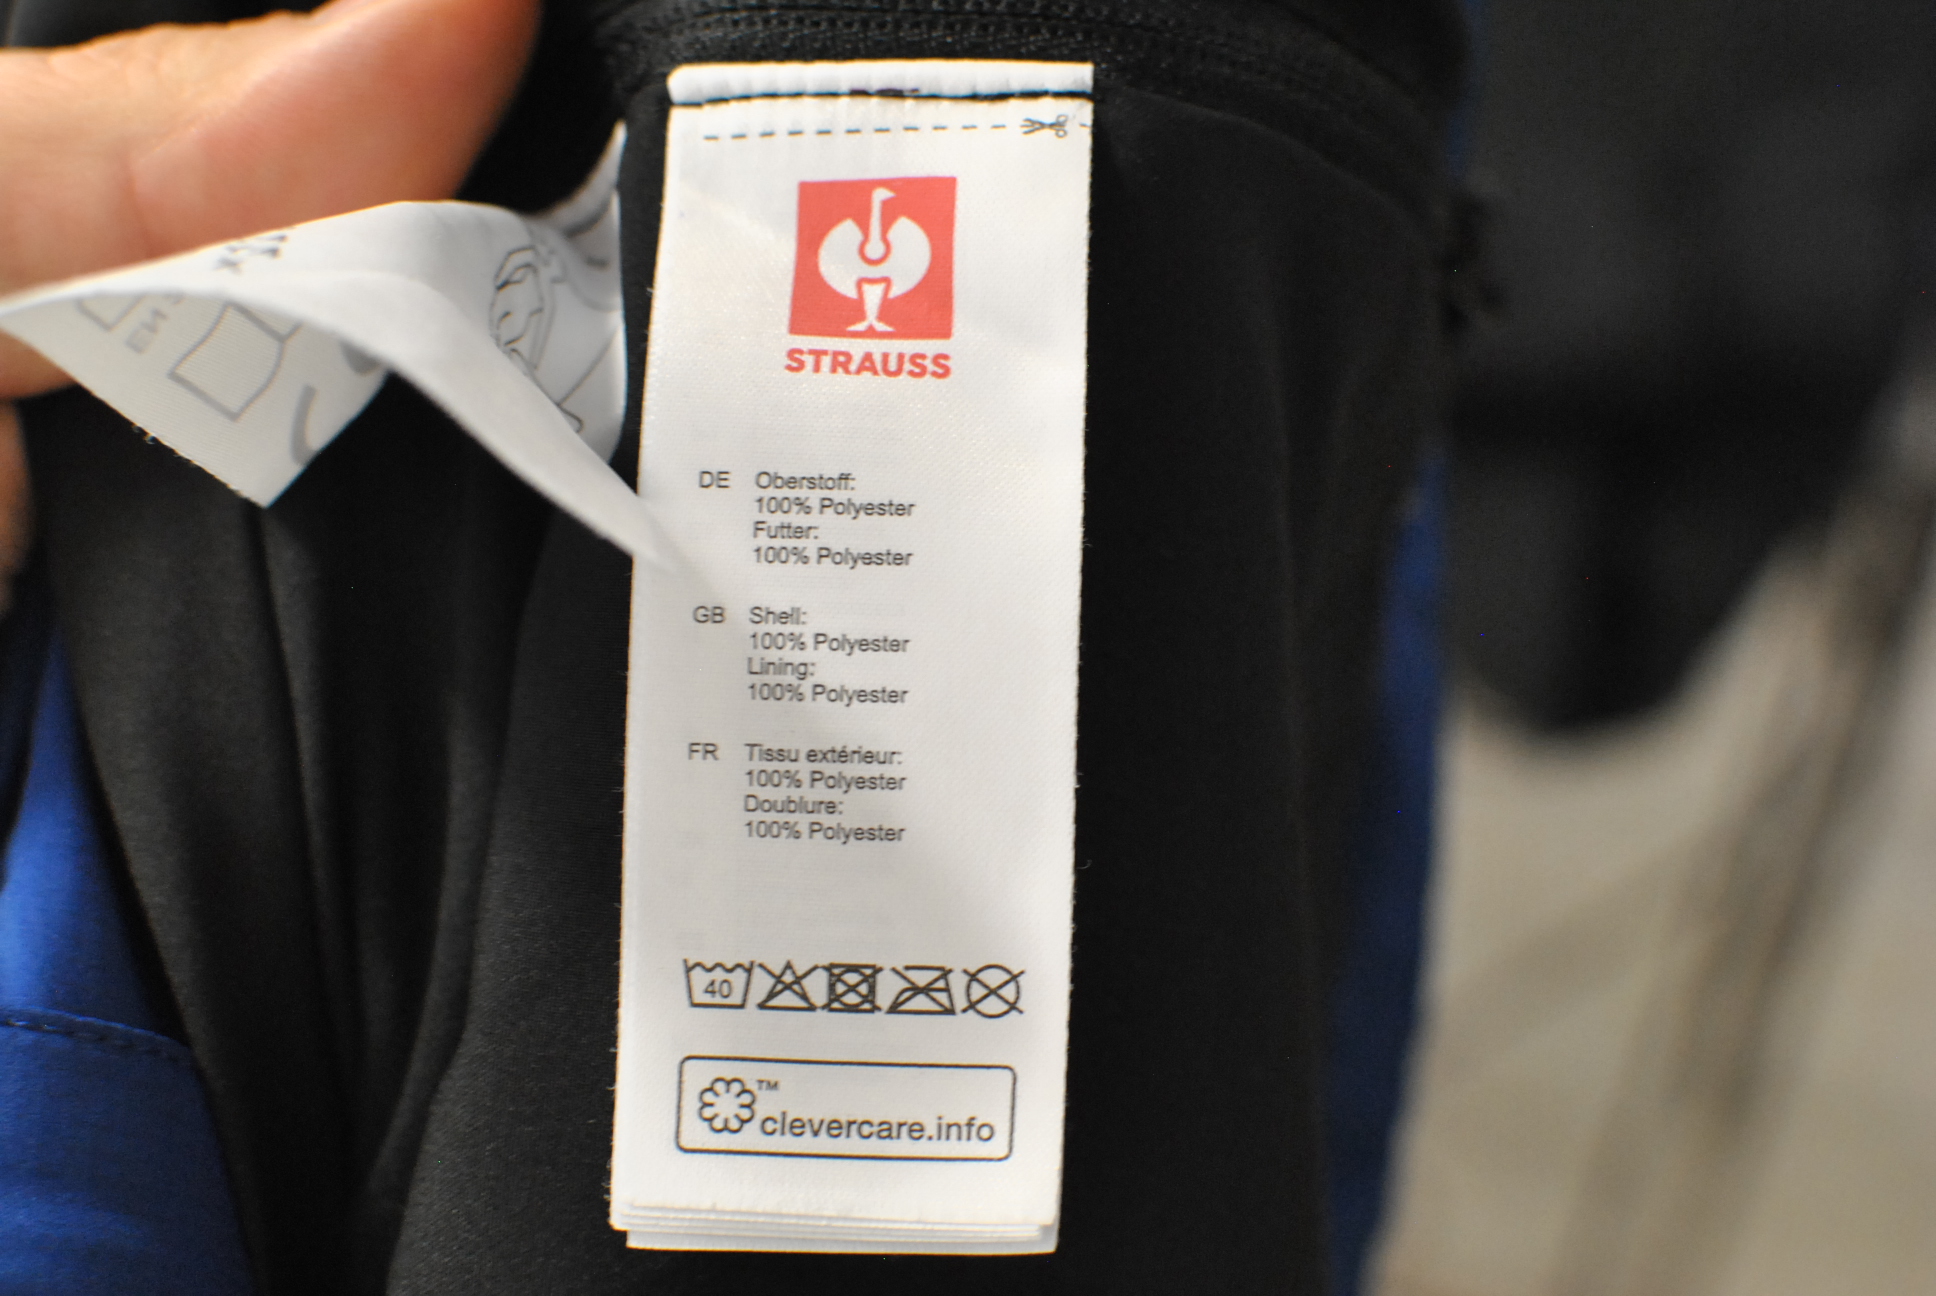 STRAUSS
DE Oberstoff:
100% Polyester
Futter:
100% Polyester
GB Shell:
100% Polyester
Lining:
100% Polyester
FR Tissu extérieur:
100% Polyester
Doublure:
100% Polyester
40
™
clevercare.info
EN